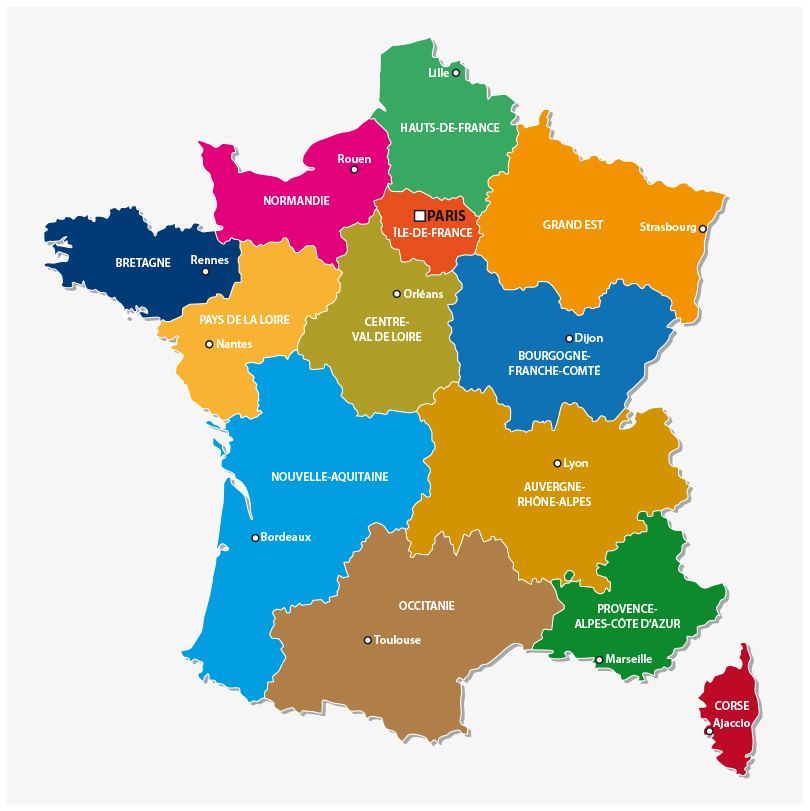 Lille
HAUTS-DE-FRANCE
Rouen
NORMANDIE
PARIS
ÎLE-DE-FRANCE
GRAND EST
Strasbourg
BRETAGNE
Rennes
Orléans
PAYS DE LA LOIRE
CENTRE-
VAL DE LOIRE
Nantes
Dijon
BOURGOGNE-
FRANCHE-COMTÉ
NOUVELLE-AQUITAINE
Lyon
AUVERGNE-
RHÔNE-ALPES
Bordeaux
OCCITANIE
PROVENCE-
ALPES-CÔTE D'AZUR
Toulouse
Marseille
CORSE
Ajaccio